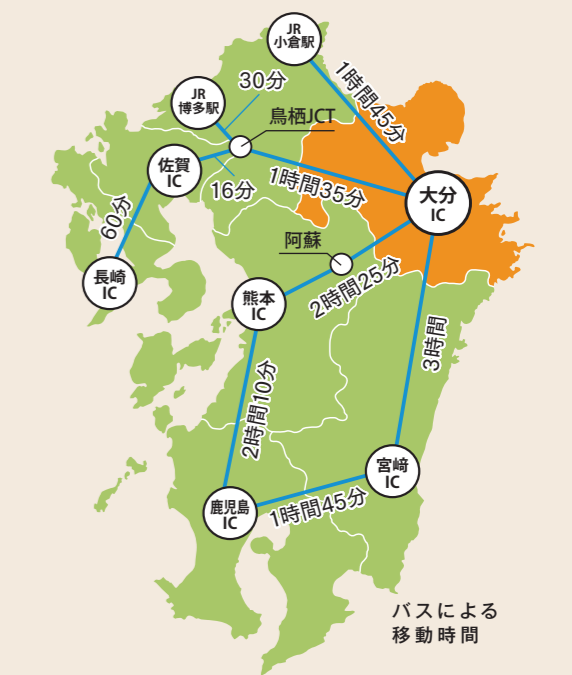 JR
小倉駅
1時間45分
JR
博多駅
30分
鳥栖JCT
佐賀
IC
16分
1時間35分
大分
IC
60分
阿蘇
2時間25分
長崎
IC
熊本
IC
3時間
2時間10分
宮﨑
IC
鹿児島
IC
1時間45分
バスによる
移動時間